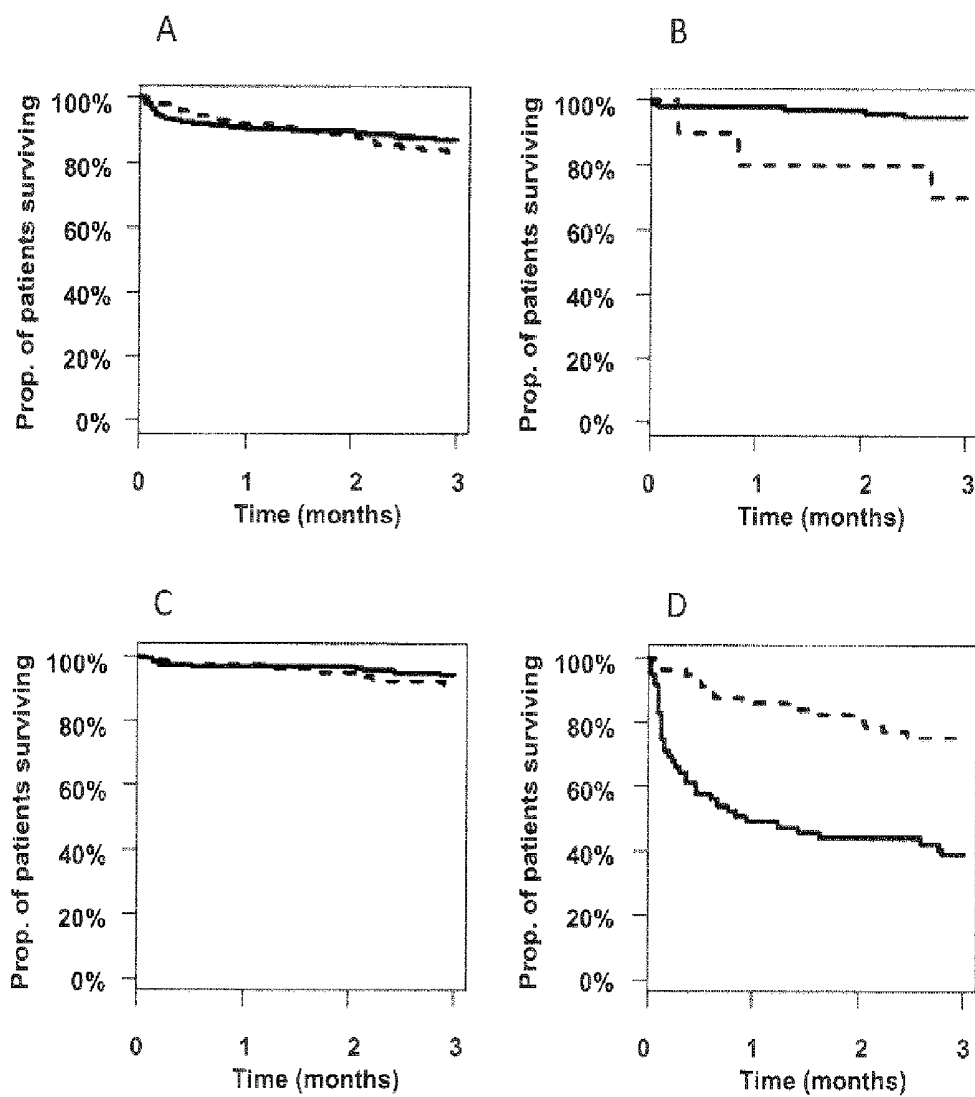 A
Prop. of patients surviving
100%
80%
60%
40%
20%
0%
0 1 2 3
Time (months)
B
Prop. of patients surviving
100%
80%
60%
40%
20%
0%
0 1 2 3
Time (months)
C
Prop. of patients surviving
100%
80%
60%
40%
20%
0%
0 1 2 3
Time (months)
D
Prop. of patients surviving
100%
80%
60%
40%
20%
0%
0 1 2 3
Time (months)